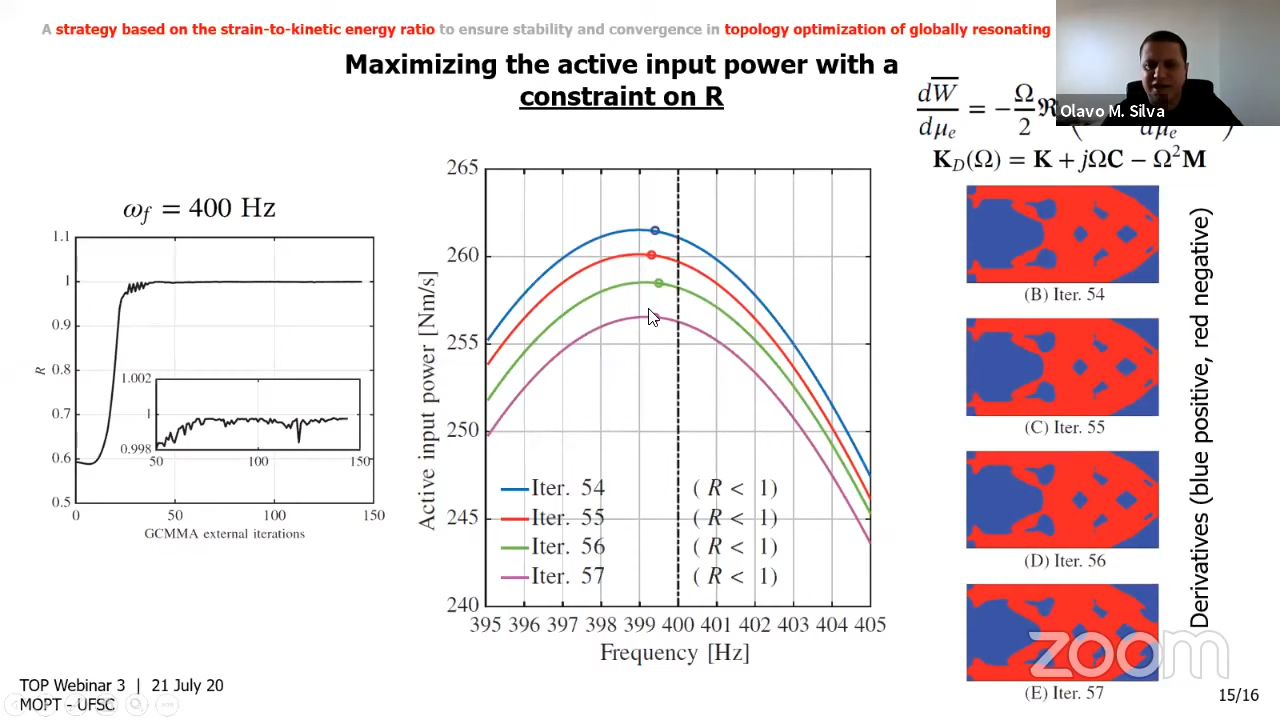 A strategy based on the strain-to-kinetic energy ratio to ensure stability and convergence in topology optimization of globally resonating
Maximizing the active input power with a
constraint on R
Olavo M. Silva
dW̅/dμₑ = −Ω/2 ℜ ( dμₑ )
K_D(Ω) = K + jΩC − Ω²M
ω_f = 400 Hz
1.1
1
0.9
0.8
0.7
0.6
0.5
R
1.002
1
0.998
50 100 150
0 50 100 150
GCMMA external iterations
265
260
255
250
245
240
Active input power [Nm/s]
Iter. 54 ( R < 1)
Iter. 55 ( R < 1)
Iter. 56 ( R < 1)
Iter. 57 ( R < 1)
395 396 397 398 399 400 401 402 403 404 405
Frequency [Hz]
(B) Iter. 54
(C) Iter. 55
(D) Iter. 56
(E) Iter. 57
Derivatives (blue positive, red negative)
zoom
TOP Webinar 3 | 21 July 20
MOPT - UFSC
15/16